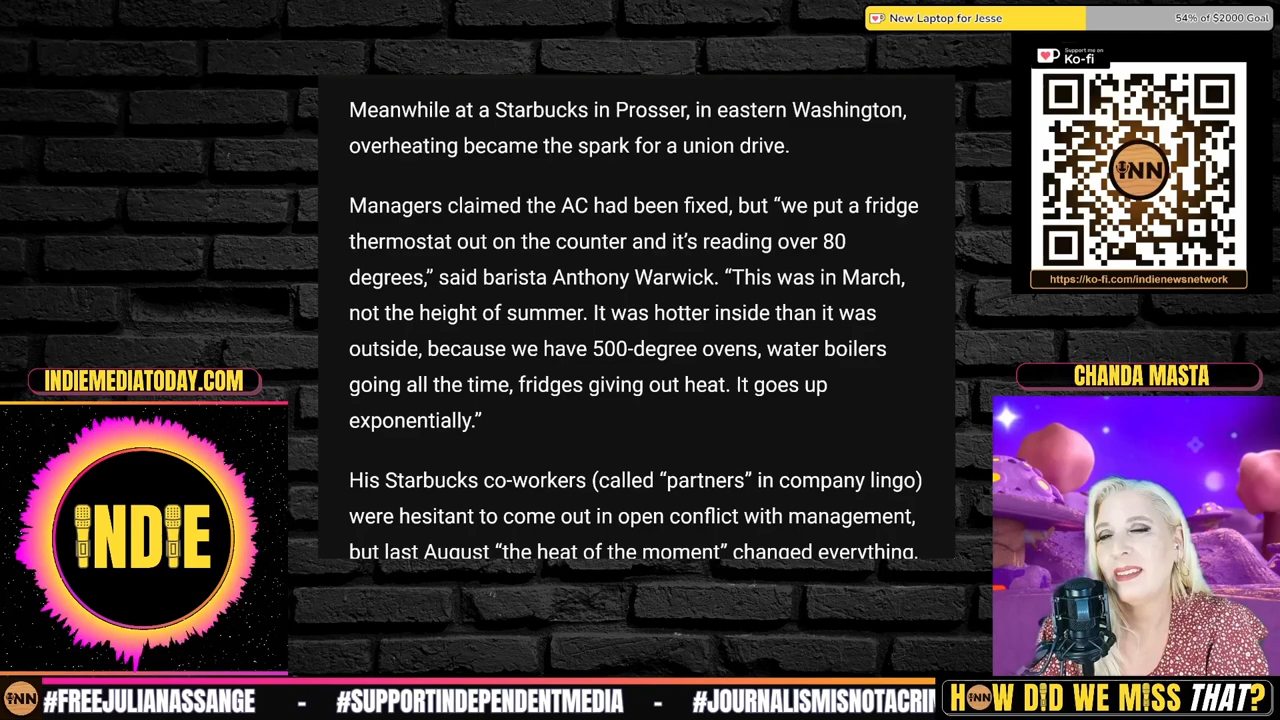 New Laptop for Jesse
54% of $2000 Goal
Support me on
Ko-fi
iNN
https://ko-fi.com/indienewsnetwork
Meanwhile at a Starbucks in Prosser, in eastern Washington,
overheating became the spark for a union drive.
Managers claimed the AC had been fixed, but “we put a fridge
thermostat out on the counter and it’s reading over 80
degrees,” said barista Anthony Warwick. “This was in March,
not the height of summer. It was hotter inside than it was
outside, because we have 500-degree ovens, water boilers
going all the time, fridges giving out heat. It goes up
exponentially.”
His Starbucks co-workers (called “partners” in company lingo)
were hesitant to come out in open conflict with management,
but last August “the heat of the moment” changed everything.
INDIEMEDIATODAY.COM
INDIE
CHANDA MASTA
iNN
#FREEJULIANASSANGE - #SUPPORTINDEPENDENTMEDIA - #JOURNALISMISNOTACRIN
HOW DID WE MISS THAT?